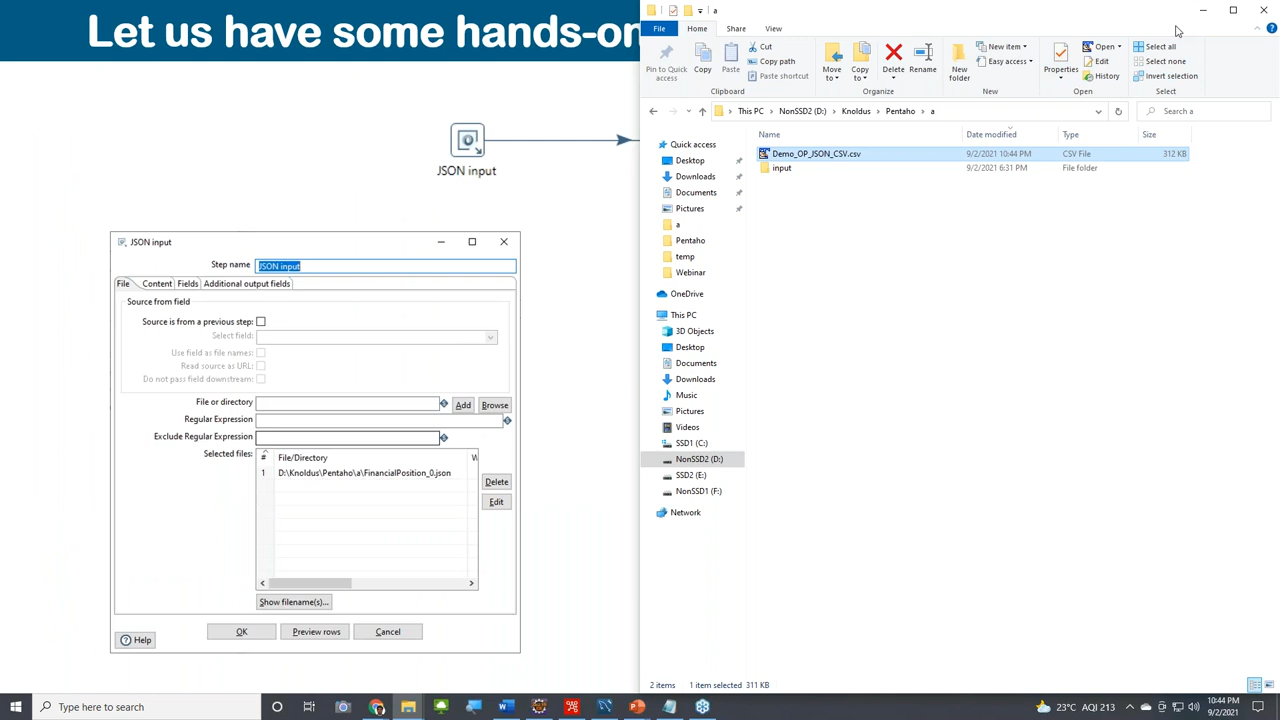 Let us have some hands-on
JSON input
JSON input
Step name
JSON input
File
Content
Fields
Additional output fields
Source from field
Source is from a previous step:
Select field:
Use field as file names:
Read source as URL:
Do not pass field downstream:
File or directory
Add
Browse
Regular Expression
Exclude Regular Expression
Selected files:
# File/Directory W
1 D:\Knoldus\Pentaho\a\FinancialPosition_0.json
Delete
Edit
Show filename(s)...
OK
Preview rows
Cancel
Help
a
File
Home
Share
View
Pin to Quick access
Copy
Paste
Cut
Copy path
Paste shortcut
Clipboard
Move to
Copy to
Delete
Rename
Organize
New folder
New item
Easy access
New
Properties
Open
Edit
History
Open
Select all
Select none
Invert selection
Select
This PC > NonSSD2 (D:) > Knoldus > Pentaho > a
Search a
Name Date modified Type Size
Demo_OP_JSON_CSV.csv 9/2/2021 10:44 PM CSV File 312 KB
input 9/2/2021 6:31 PM File folder
Quick access
Desktop
Downloads
Documents
Pictures
a
Pentaho
temp
Webinar
OneDrive
This PC
3D Objects
Desktop
Documents
Downloads
Music
Pictures
Videos
SSD1 (C:)
NonSSD2 (D:)
SSD2 (E:)
NonSSD1 (F:)
Network
2 items 1 item selected 311 KB
Type here to search
23°C AQI 213
10:44 PM
9/2/2021